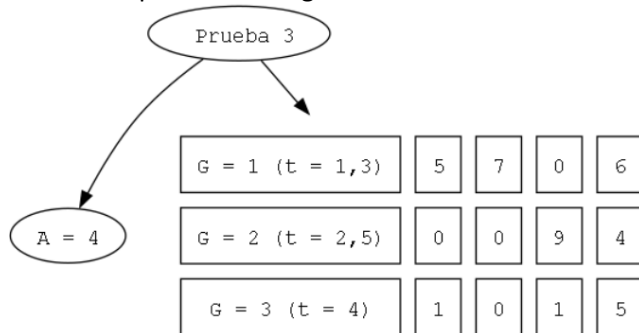 Prueba 3
G = 1 (t = 1,3) 5 7 0 6
A = 4
G = 2 (t = 2,5) 0 0 9 4
G = 3 (t = 4) 1 0 1 5